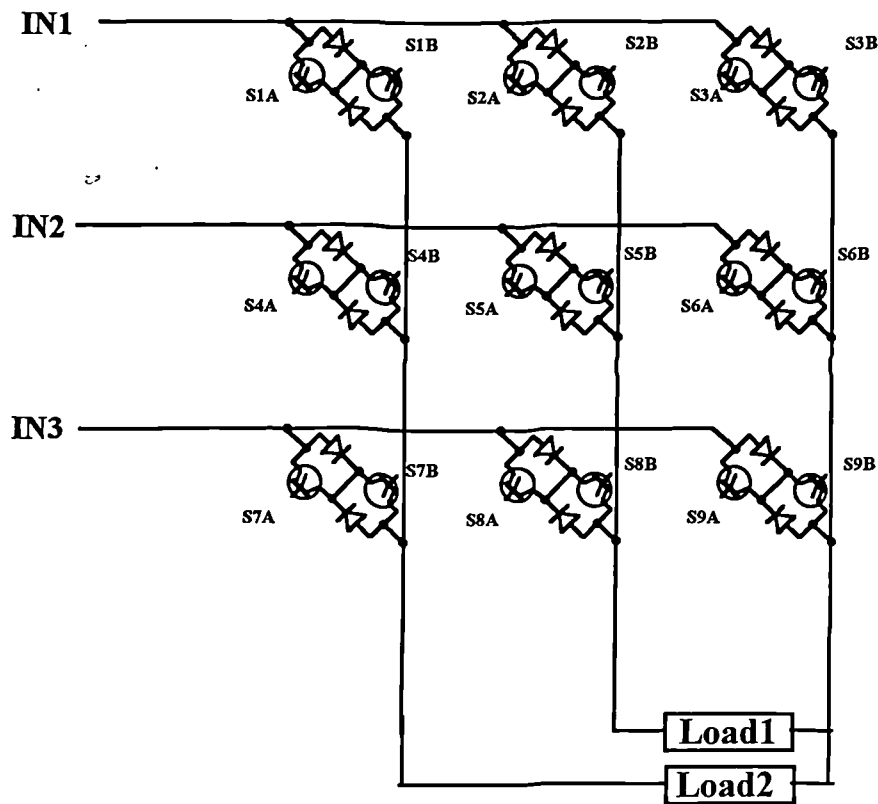 IN1
S1B
S2B
S3B
S1A
S2A
S3A
IN2
S4B
S5B
S6B
S4A
S5A
S6A
IN3
S7B
S8B
S9B
S7A
S8A
S9A
Load1
Load2